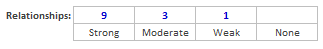 Relationships: 9 3 1
Strong Moderate Weak None